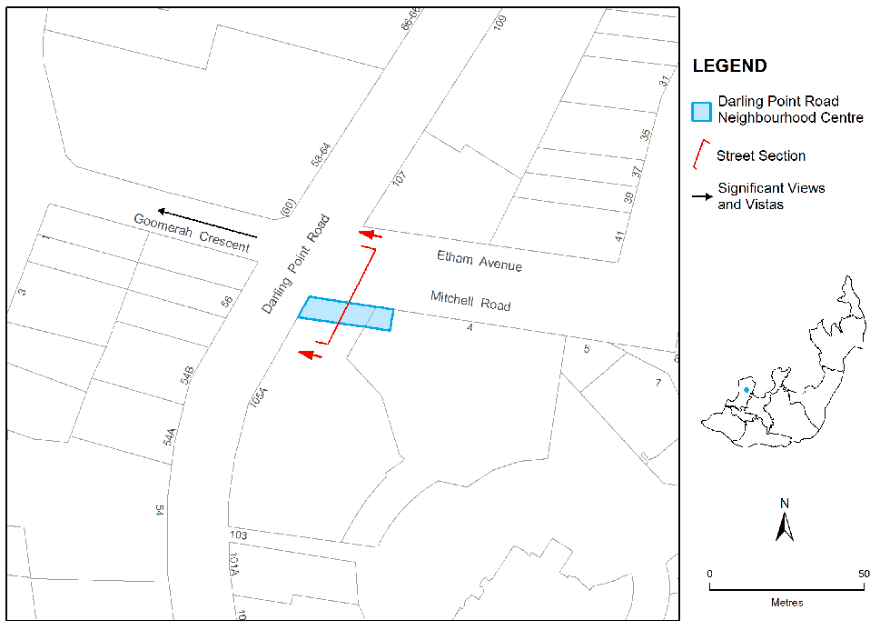 66-66
109
31
35
37
39
41
58-64
107
(60)
Goomerah Crescent
Darling Point Road
Etham Avenue
Mitchell Road
1
3
56
54B
54A
54
105A
4
5
7
103
101A
LEGEND
Darling Point Road
Neighbourhood Centre
Street Section
Significant Views
and Vistas
N
0
50
Metres